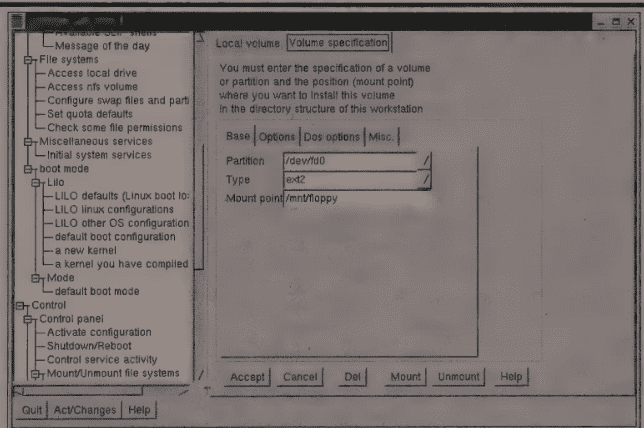 Message of the day
File systems
Access local drive
Access nfs volume
Configure swap files and parti
Set quota defaults
Check some file permissions
Miscellaneous services
Initial system services
boot mode
Lilo
LILO defaults (Linux boot lo
LILO linux configurations
LILO other OS configuration
default boot configuration
a new kernel
a kernel you have compiled
Mode
default boot mode
Control
Control panel
Activate configuration
Shutdown/Reboot
Control service activity
Mount/Unmount file systems
Quit Act/Changes Help
Local volume Volume specification
You must enter the specification of a volume
or partition and the position (mount point)
where you want to install this volume
in the directory structure of this workstation
Base Options Dos options Misc.
Partition /dev/fd0
Type ext2
Mount point /mnt/floppy
Accept Cancel Del Mount Unmount Help